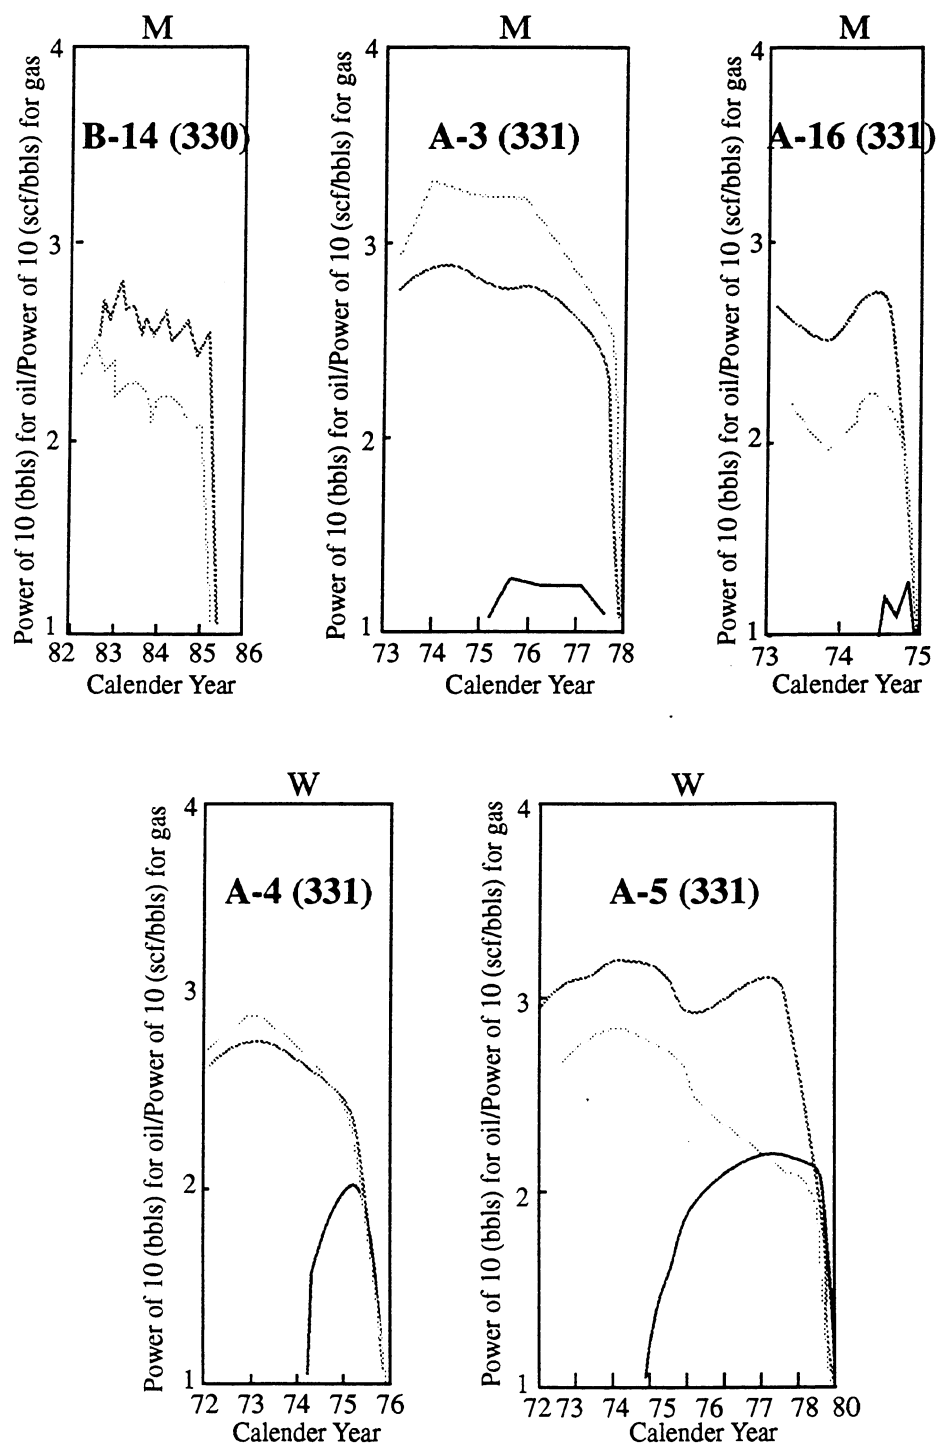 M
4
3
2
1
Power of 10 (bbls) for oil/Power of 10 (scf/bbls) for gas
B-14 (330)
82 83 84 85 86
Calender Year
M
4
3
2
1
Power of 10 (bbls) for oil/Power of 10 (scf/bbls) for gas
A-3 (331)
73 74 75 76 77 78
Calender Year
M
4
3
2
1
Power of 10 (bbls) for oil/Power of 10 (scf/bbls) for gas
A-16 (331)
73 74 75
Calender Year
W
4
3
2
1
Power of 10 (bbls) for oil/Power of 10 (scf/bbls) for gas
A-4 (331)
72 73 74 75 76
Calender Year
W
4
3
2
1
Power of 10 (bbls) for oil/Power of 10 (scf/bbls) for gas
A-5 (331)
72 73 74 75 76 77 78 80
Calender Year